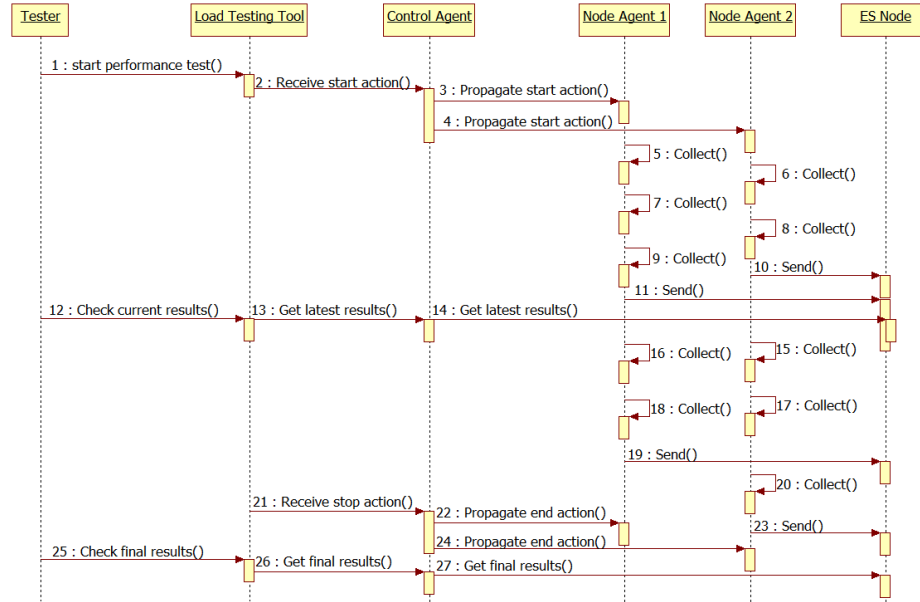 Tester
Load Testing Tool
Control Agent
Node Agent 1
Node Agent 2
ES Node
1 : start performance test()
2 : Receive start action()
3 : Propagate start action()
4 : Propagate start action()
5 : Collect()
6 : Collect()
7 : Collect()
8 : Collect()
9 : Collect()
10 : Send()
11 : Send()
12 : Check current results()
13 : Get latest results()
14 : Get latest results()
15 : Collect()
16 : Collect()
17 : Collect()
18 : Collect()
19 : Send()
20 : Collect()
21 : Receive stop action()
22 : Propagate end action()
23 : Send()
24 : Propagate end action()
25 : Check final results()
26 : Get final results()
27 : Get final results()